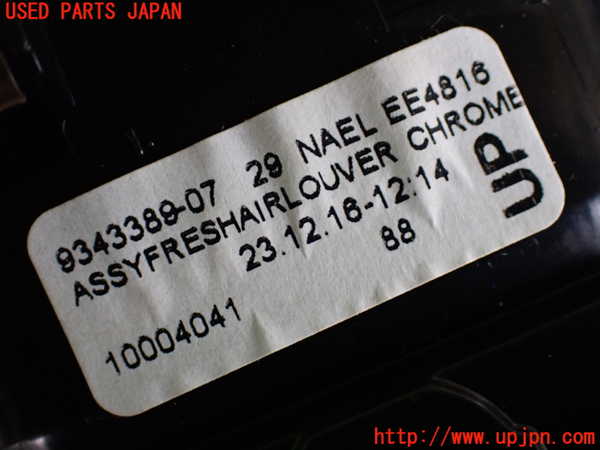 USED PARTS JAPAN
9343389-07 29 NAEL EE4816
ASSYFRESHAIRLOUVER CHROME
23.12.16-12:14
88
UP
10004041
http://www.upjpn.com/